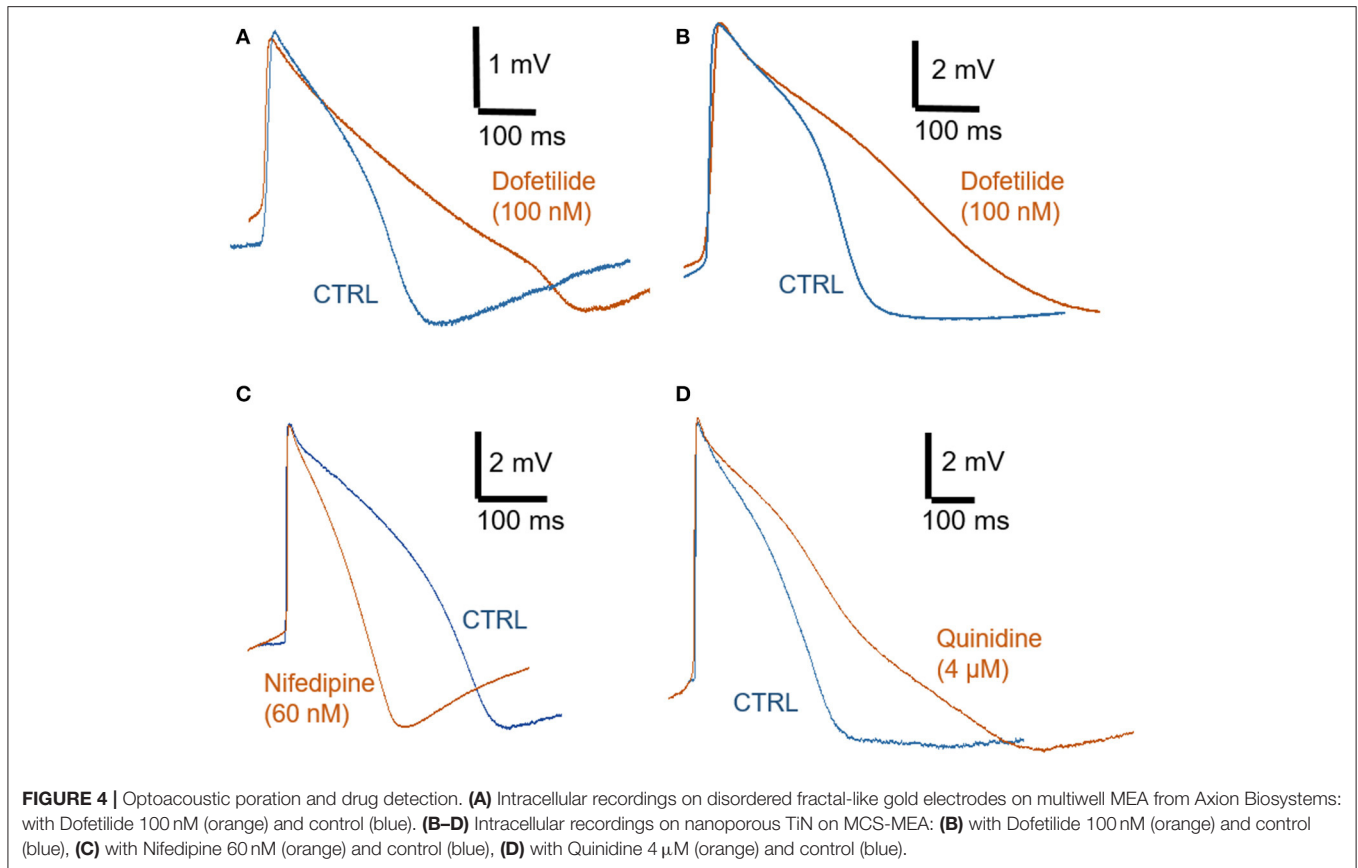 A
1 mV
100 ms
Dofetilide
(100 nM)
CTRL
B
2 mV
100 ms
Dofetilide
(100 nM)
CTRL
C
2 mV
100 ms
CTRL
Nifedipine
(60 nM)
D
2 mV
100 ms
Quinidine
(4 µM)
CTRL
FIGURE 4 | Optoacoustic poration and drug detection. (A) Intracellular recordings on disordered fractal-like gold electrodes on multiwell MEA from Axion Biosystems:
with Dofetilide 100 nM (orange) and control (blue). (B–D) Intracellular recordings on nanoporous TiN on MCS-MEA: (B) with Dofetilide 100 nM (orange) and control
(blue), (C) with Nifedipine 60 nM (orange) and control (blue), (D) with Quinidine 4 µM (orange) and control (blue).